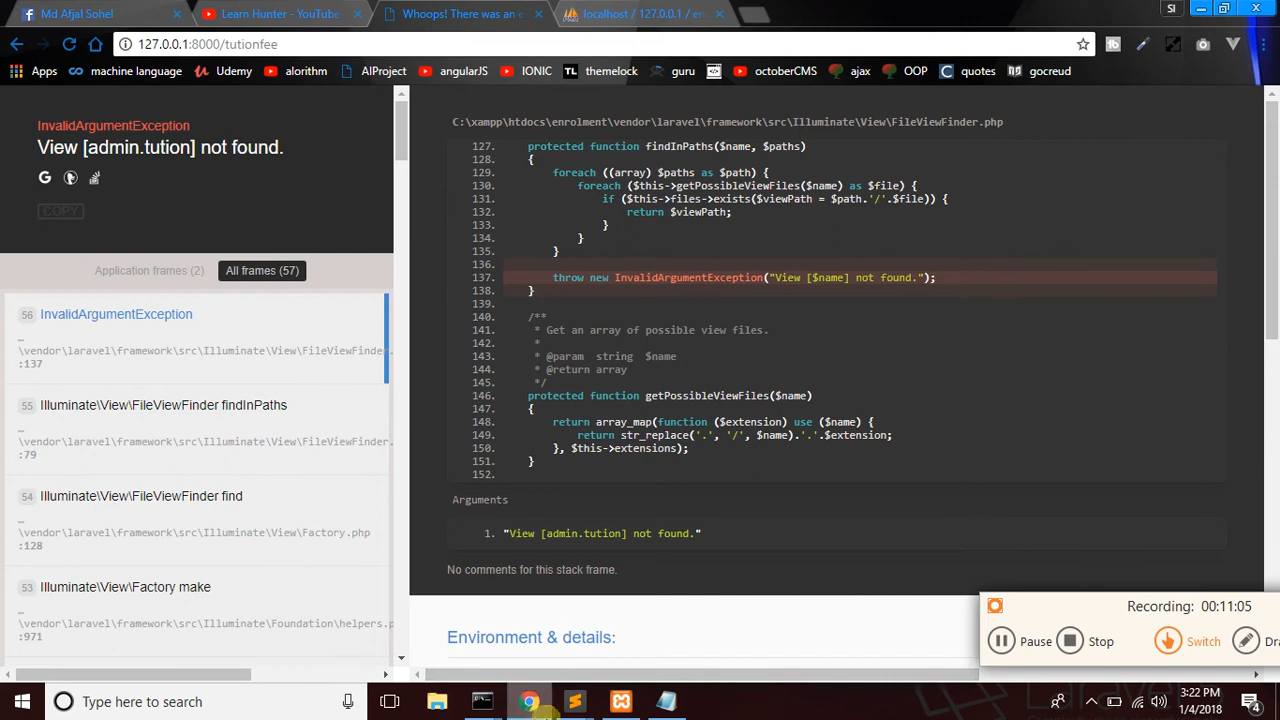 Md Afjal Sohel
Learn Hunter - YouTube
Whoops! There was an e
localhost / 127.0.0.1 / en
SI
127.0.0.1:8000/tutionfee
Apps
machine language
Udemy
alorithm
AIProject
angularJS
IONIC
TL
themelock
guru
octoberCMS
ajax
OOP
quotes
gocreud
InvalidArgumentException
View [admin.tution] not found.
COPY
Application frames (2)
All frames (57)
56 InvalidArgumentException
…
\vendor\laravel\framework\src\Illuminate\View\FileViewFinder.
:137
55 Illuminate\View\FileViewFinder findInPaths
…
\vendor\laravel\framework\src\Illuminate\View\FileViewFinder.
:79
54 Illuminate\View\FileViewFinder find
…
\vendor\laravel\framework\src\Illuminate\View\Factory.php
:128
53 Illuminate\View\Factory make
…
\vendor\laravel\framework\src\Illuminate\Foundation\helpers.p
:971
C:\xampp\htdocs\enrolment\vendor\laravel\framework\src\Illuminate\View\FileViewFinder.php
127. protected function findInPaths($name, $paths)
128. {
129. foreach ((array) $paths as $path) {
130. foreach ($this->getPossibleViewFiles($name) as $file) {
131. if ($this->files->exists($viewPath = $path.'/'.$file)) {
132. return $viewPath;
133. }
134. }
135. }
136.
137. throw new InvalidArgumentException("View [$name] not found.");
138. }
139.
140. /**
141. * Get an array of possible view files.
142. *
143. * @param string $name
144. * @return array
145. */
146. protected function getPossibleViewFiles($name)
147. {
148. return array_map(function ($extension) use ($name) {
149. return str_replace('.', '/', $name).'.'.$extension;
150. }, $this->extensions);
151. }
152.
Arguments
1. "View [admin.tution] not found."
No comments for this stack frame.
Environment & details:
Recording: 00:11:05
Pause
Stop
Switch
Dra
Type here to search
3:22 PM
1/4/2018
4